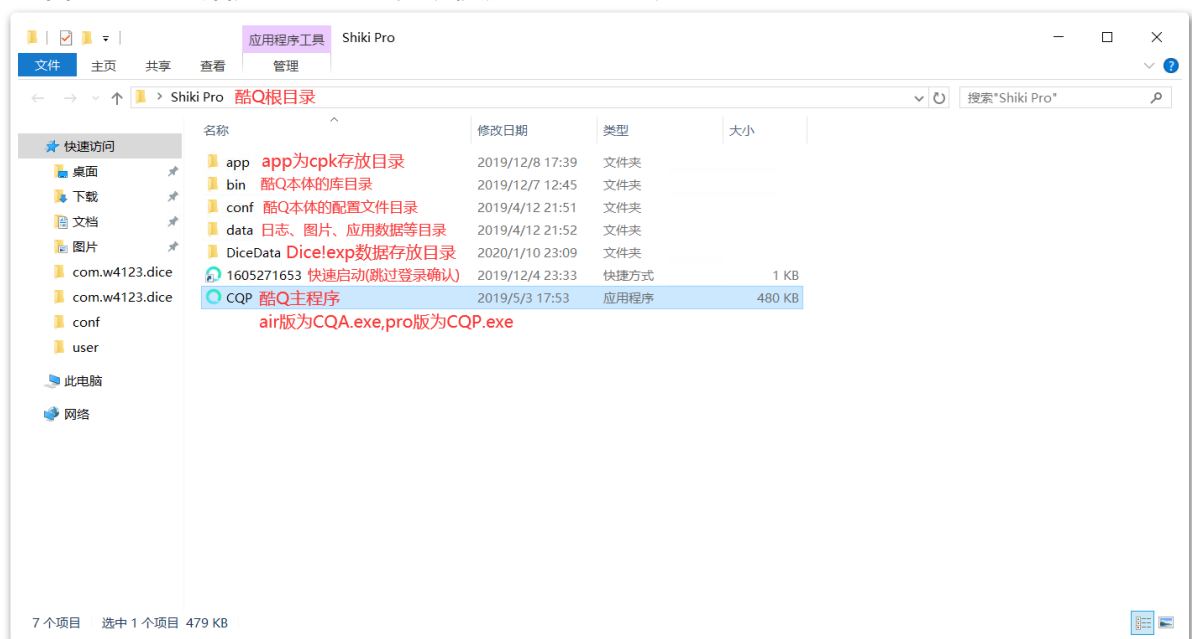 应用程序工具 Shiki Pro
文件 主页 共享 查看 管理
Shiki Pro 酷Q根目录 搜索"Shiki Pro"
名称 修改日期 类型 大小
快速访问
桌面
下载
文档
图片
com.w4123.dice
com.w4123.dice
conf
user
此电脑
网络
app app为cpk存放目录 2019/12/8 17:39 文件夹
bin 酷Q本体的库目录 2019/12/7 12:45 文件夹
conf 酷Q本体的配置文件目录 2019/4/12 21:51 文件夹
data 日志、图片、应用数据等目录 2019/4/12 21:52 文件夹
DiceData Dice!exp数据存放目录 2020/1/10 23:09 文件夹
1605271653 快速启动(跳过登录确认) 2019/12/4 23:33 快捷方式 1 KB
CQP 酷Q主程序 2019/5/3 17:53 应用程序 480 KB
air版为CQA.exe,pro版为CQP.exe
7 个项目 选中 1 个项目 479 KB